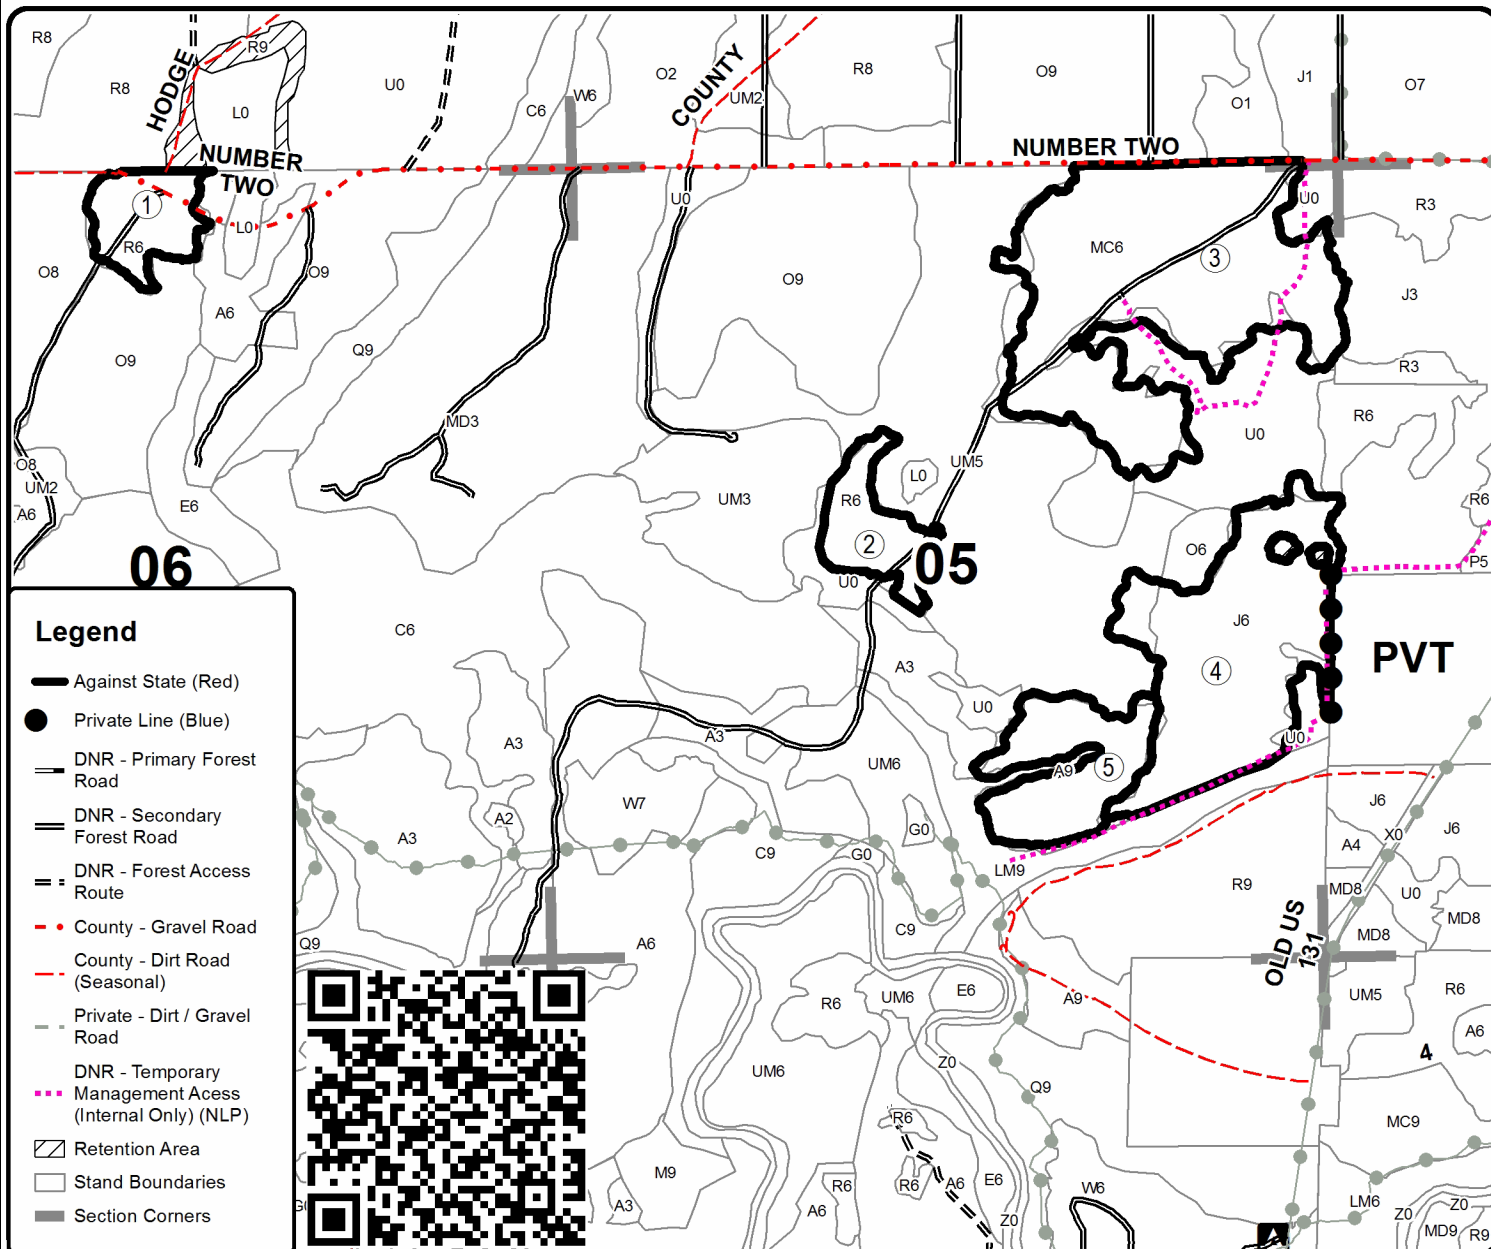 R8
R9
HODGE
R8
L0
U0
C6
W6
O2
COUNTY
UM2
R8
O9
O1
J1
O7
NUMBER
TWO
NUMBER TWO
1
R6
L0
O8
O9
A6
O9
Q9
U0
O9
MC6
3
U0
R3
J3
R3
MD3
U0
R6
O8
UM2
A6
E6
UM3
R6
L0
UM5
2
05
U0
O6
R6
P5
06
C6
J6
PVT
4
A3
U0
A3
A3
UM6
A9
5
U0
W7
A2
A3
C9
G0
G0
LM9
R9
J6
X0
J6
A4
MD8
U0
MD8
MD8
OLD US
131
C9
Q9
A6
R6
UM6
E6
A9
UM5
R6
A6
4
UM6
Z0
Q9
R6
MC9
M9
A3
R6
A6
R6
A6
E6
Z0
W6
LM6
Z0
Z0
MD9
R9
Legend
Against State (Red)
Private Line (Blue)
DNR - Primary Forest
Road
DNR - Secondary
Forest Road
DNR - Forest Access
Route
County - Gravel Road
County - Dirt Road
(Seasonal)
Private - Dirt / Gravel
Road
DNR - Temporary
Management Acess
(Internal Only) (NLP)
Retention Area
Stand Boundaries
Section Corners